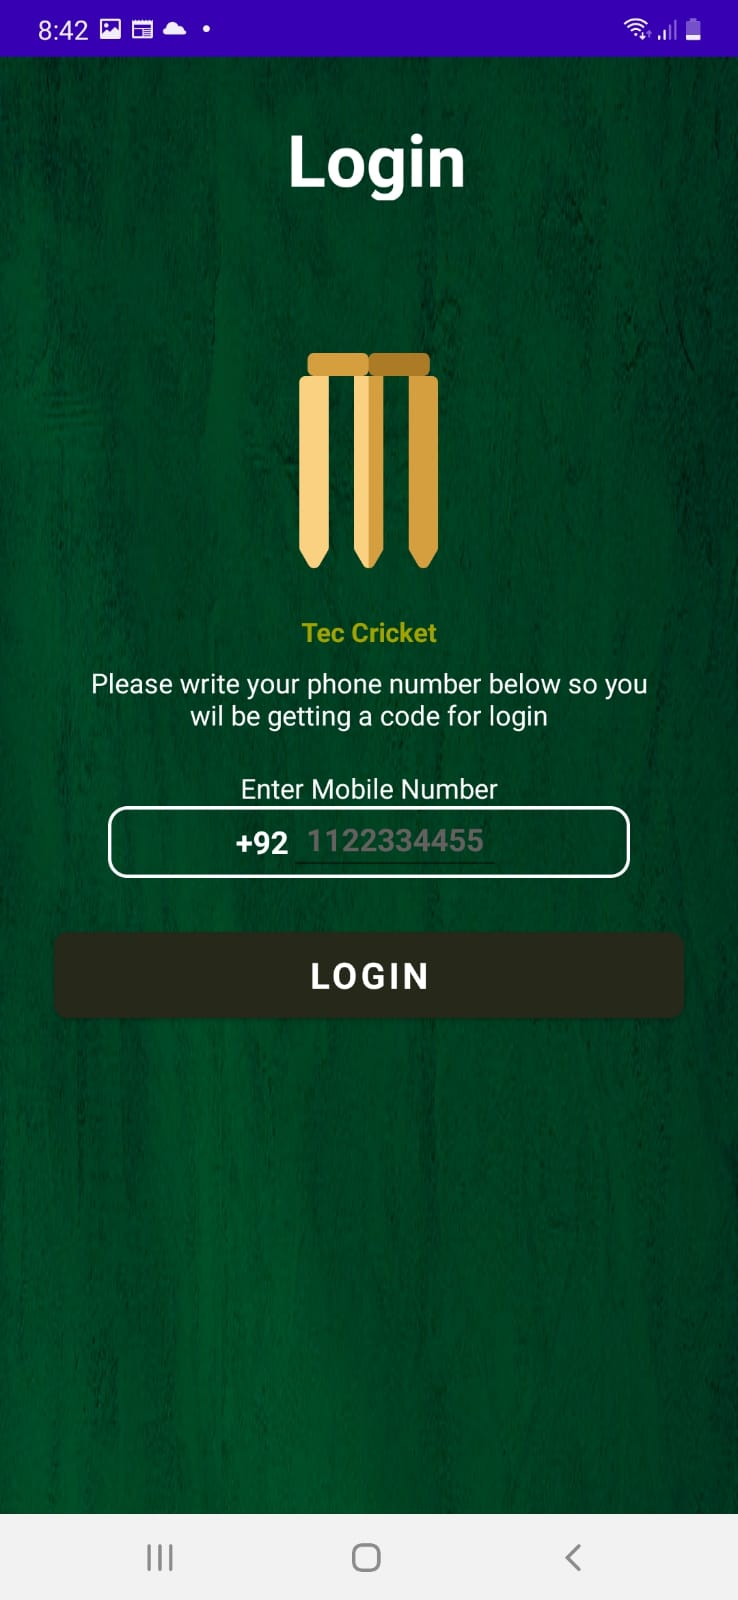 8:42
Login
Tec Cricket
Please write your phone number below so you
wil be getting a code for login
Enter Mobile Number
+92 1122334455
LOGIN